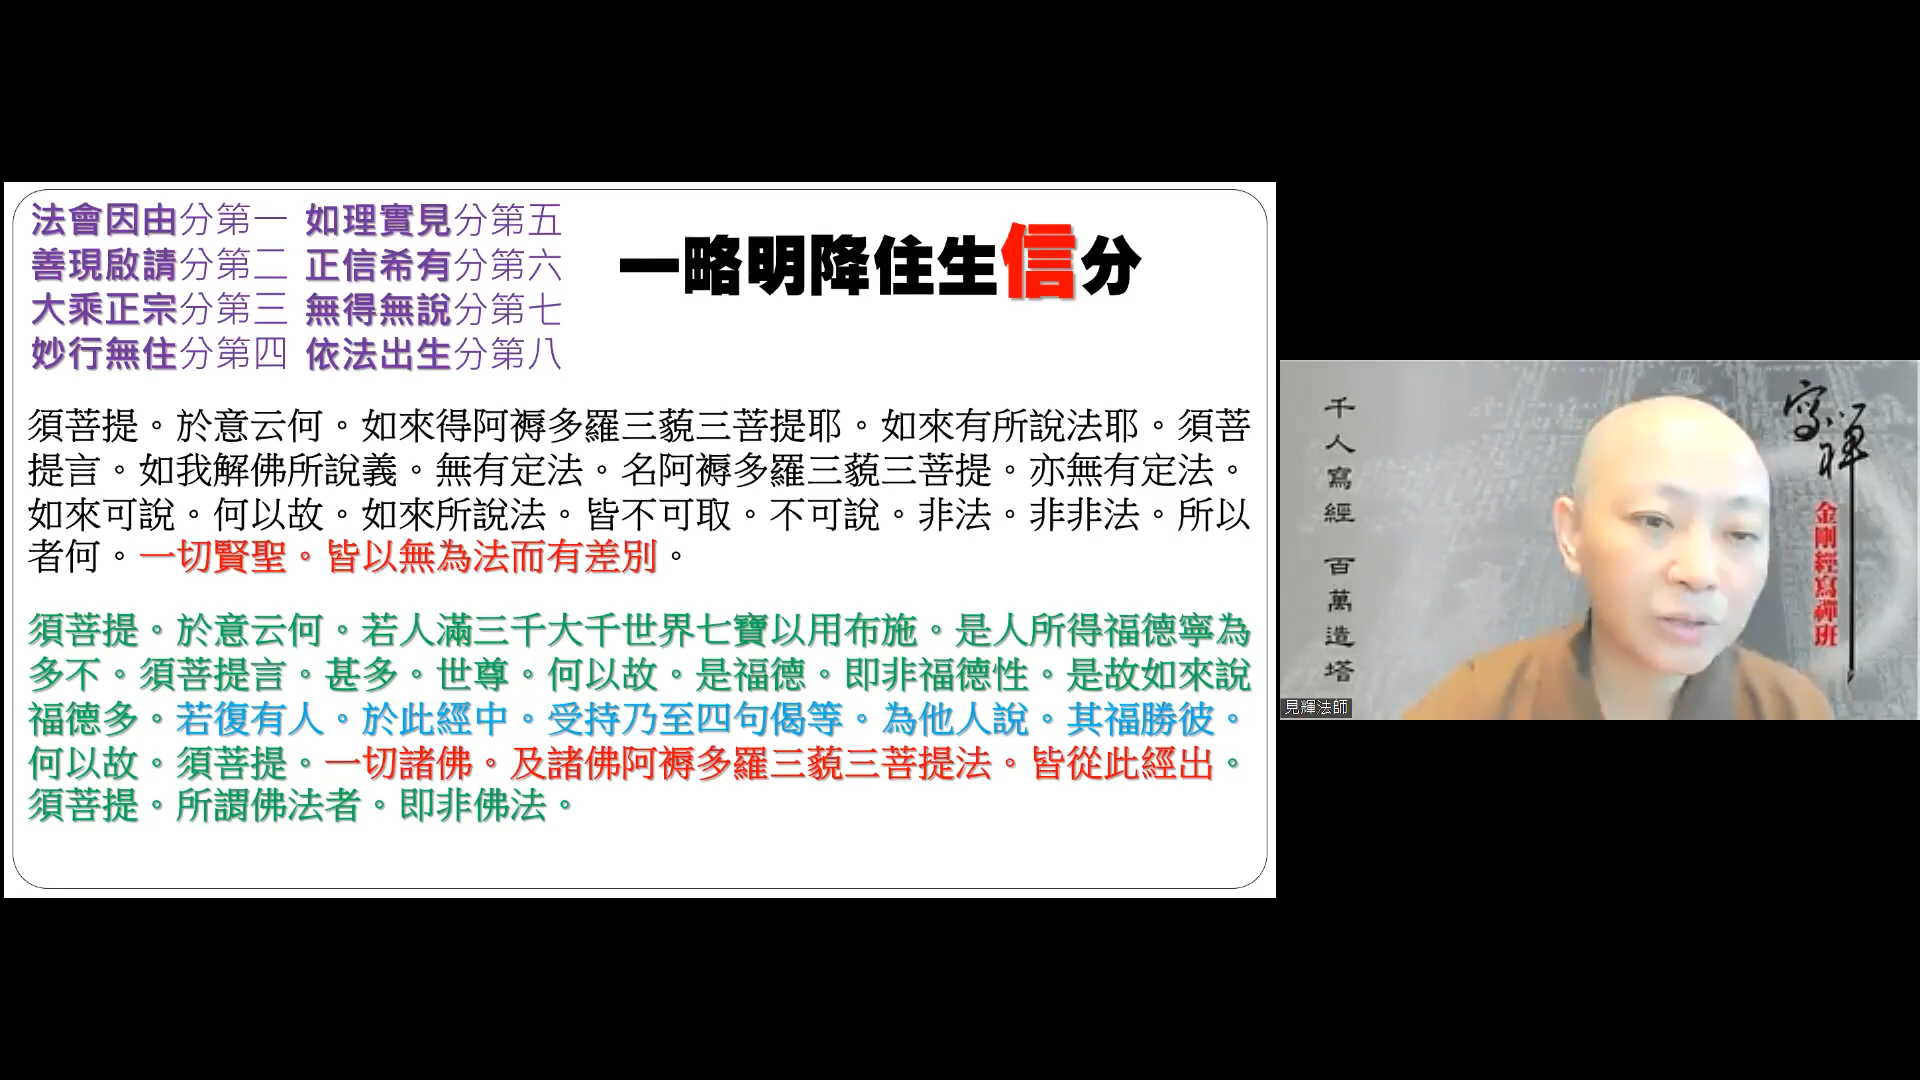 法會因由分第一 如理實見分第五
善現啟請分第二 正信希有分第六
大乘正宗分第三 無得無說分第七
妙行無住分第四 依法出生分第八
一略明降住生信分
須菩提。於意云何。如來得阿褥多羅三藐三菩提耶。如來有所說法耶。須菩
提言。如我解佛所說義。無有定法。名阿褥多羅三藐三菩提。亦無有定法。
如來可說。何以故。如來所說法。皆不可取。不可說。非法。非非法。所以
者何。一切賢聖。皆以無為法而有差別。
須菩提。於意云何。若人滿三千大千世界七寶以用布施。是人所得福德寧為
多不。須菩提言。甚多。世尊。何以故。是福德。即非福德性。是故如來說
福德多。若復有人。於此經中。受持乃至四句偈等。為他人說。其福勝彼。
何以故。須菩提。一切諸佛。及諸佛阿褥多羅三藐三菩提法。皆從此經出。
須菩提。所謂佛法者。即非佛法。
千人寫經 百萬造塔
寫禪
金剛經寫禪班
見輝法師